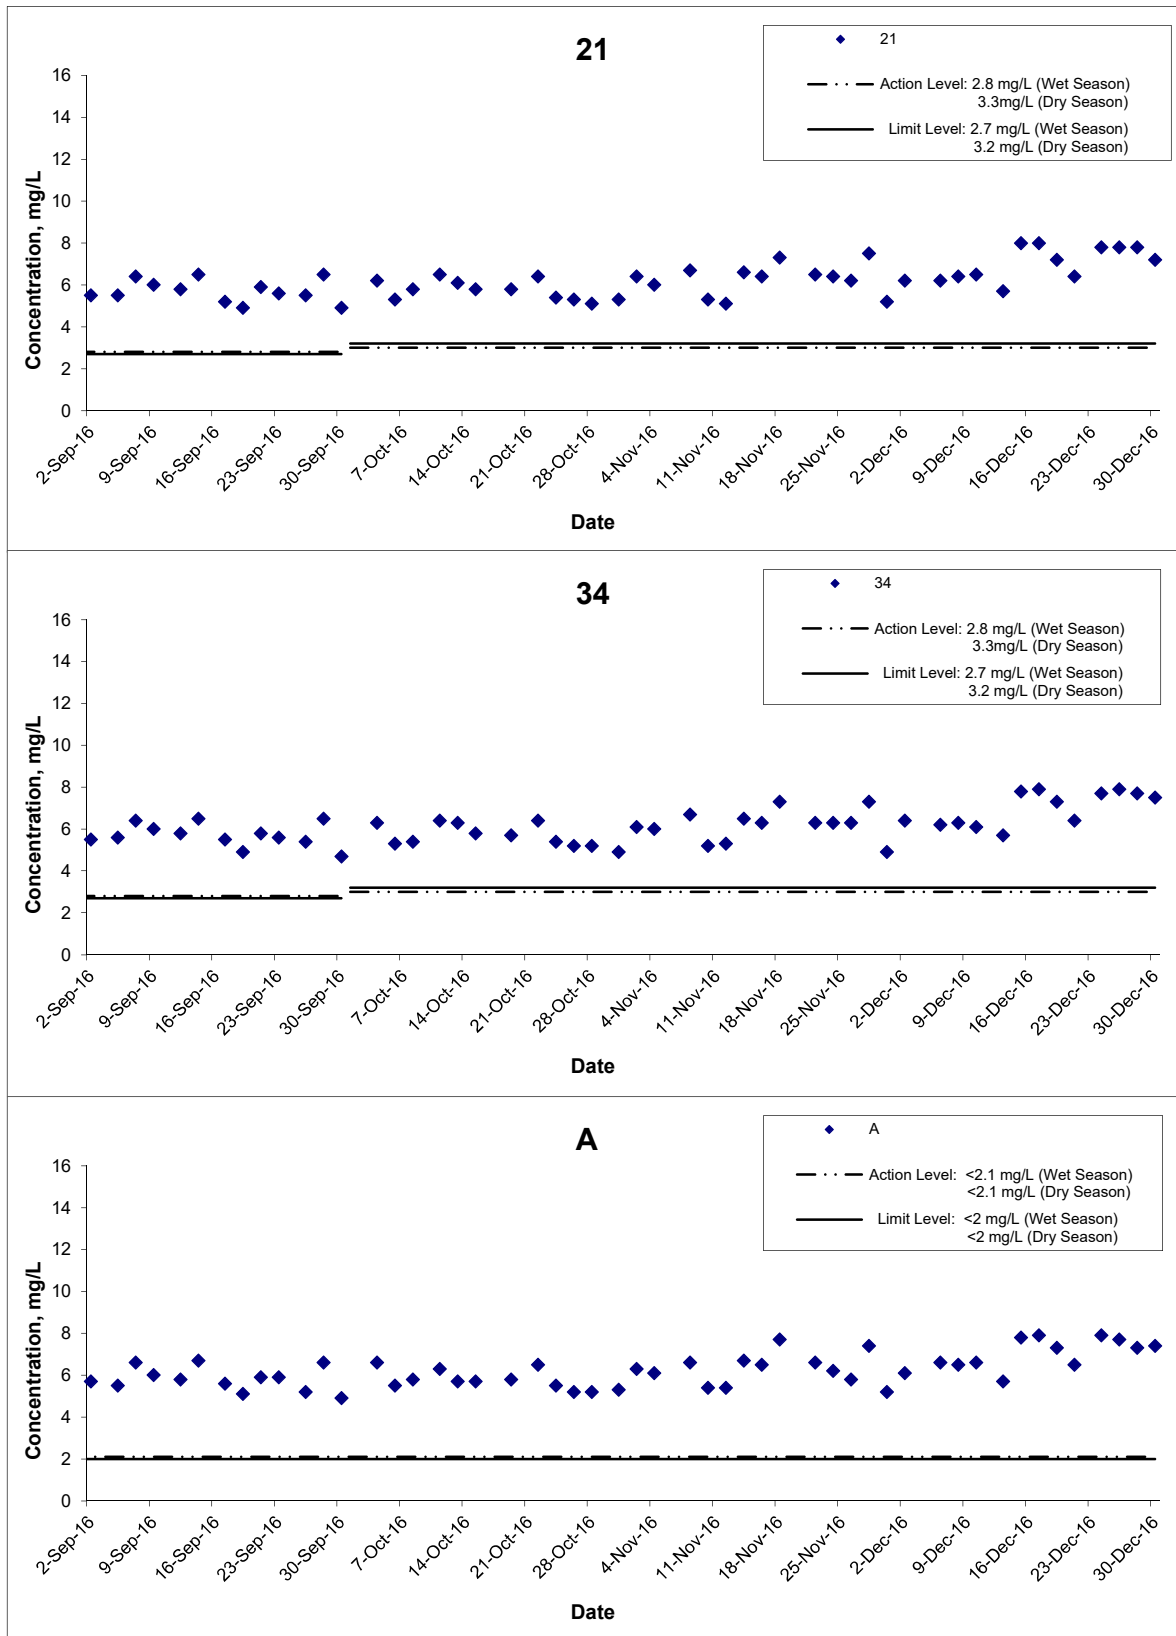 21
21
Action Level: 2.8 mg/L (Wet Season)
3.3mg/L (Dry Season)
Limit Level: 2.7 mg/L (Wet Season)
3.2 mg/L (Dry Season)
Concentration, mg/L
16
14
12
10
8
6
4
2
0
2-Sep-16
9-Sep-16
16-Sep-16
23-Sep-16
30-Sep-16
7-Oct-16
14-Oct-16
21-Oct-16
28-Oct-16
4-Nov-16
11-Nov-16
18-Nov-16
25-Nov-16
2-Dec-16
9-Dec-16
16-Dec-16
23-Dec-16
30-Dec-16
Date
34
34
Action Level: 2.8 mg/L (Wet Season)
3.3mg/L (Dry Season)
Limit Level: 2.7 mg/L (Wet Season)
3.2 mg/L (Dry Season)
Concentration, mg/L
16
14
12
10
8
6
4
2
0
2-Sep-16
9-Sep-16
16-Sep-16
23-Sep-16
30-Sep-16
7-Oct-16
14-Oct-16
21-Oct-16
28-Oct-16
4-Nov-16
11-Nov-16
18-Nov-16
25-Nov-16
2-Dec-16
9-Dec-16
16-Dec-16
23-Dec-16
30-Dec-16
Date
A
A
Action Level: <2.1 mg/L (Wet Season)
<2.1 mg/L (Dry Season)
Limit Level: <2 mg/L (Wet Season)
<2 mg/L (Dry Season)
Concentration, mg/L
16
14
12
10
8
6
4
2
0
2-Sep-16
9-Sep-16
16-Sep-16
23-Sep-16
30-Sep-16
7-Oct-16
14-Oct-16
21-Oct-16
28-Oct-16
4-Nov-16
11-Nov-16
18-Nov-16
25-Nov-16
2-Dec-16
9-Dec-16
16-Dec-16
23-Dec-16
30-Dec-16
Date